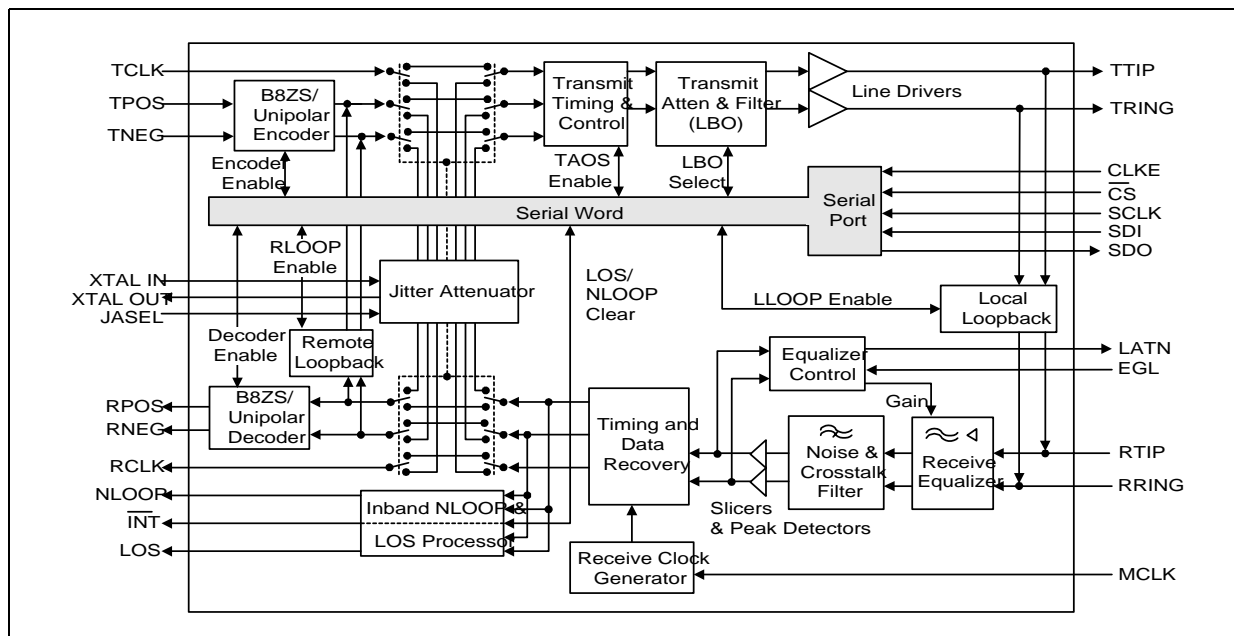 TCLK
TPOS
TNEG
B8ZS/
Unipolar
Encoder
Encoder
Enable
Transmit
Timing &
Control
TAOS
Enable
Transmit
Atten & Filter
(LBO)
LBO
Select
Line Drivers
TTIP
TRING
CLKE
CS
SCLK
SDI
SDO
Serial
Port
Serial Word
RLOOP
Enable
XTAL IN
XTAL OUT
JASEL
Jitter Attenuator
LOS/
NLOOP
Clear
LLOOP Enable
Local
Loopback
Decoder
Enable
Remote
Loopback
Equalizer
Control
LATN
EGL
Gain
RPOS
RNEG
RCLK
B8ZS/
Unipolar
Decoder
Timing and
Data
Recovery
Noise &
Crosstalk
Filter
Receive
Equalizer
RTIP
RRING
Slicers
& Peak Detectors
NLOOP
INT
LOS
Inband NLOOP &
LOS Processor
Receive Clock
Generator
MCLK